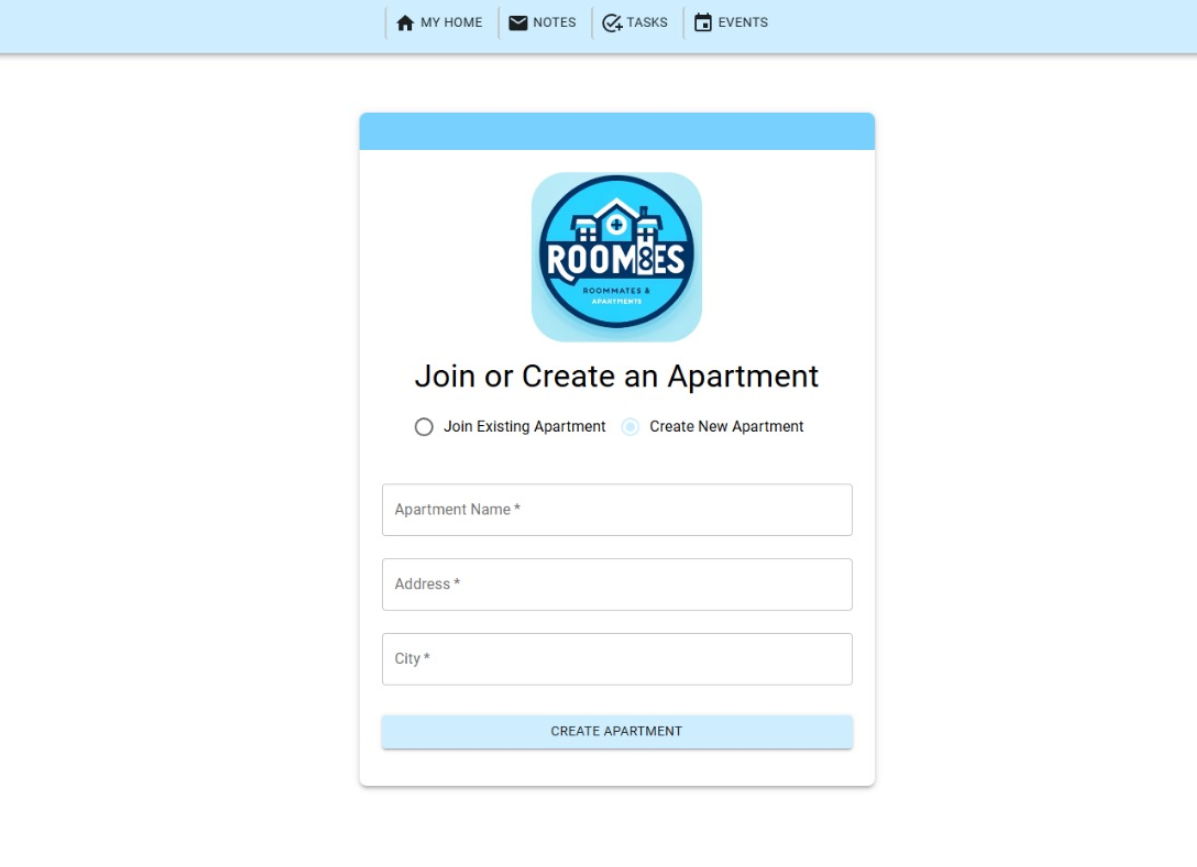 MY HOME NOTES TASKS EVENTS
ROOM8ES
ROOMMATES &
APARTMENTS
Join or Create an Apartment
Join Existing Apartment Create New Apartment
Apartment Name *
Address *
City *
CREATE APARTMENT